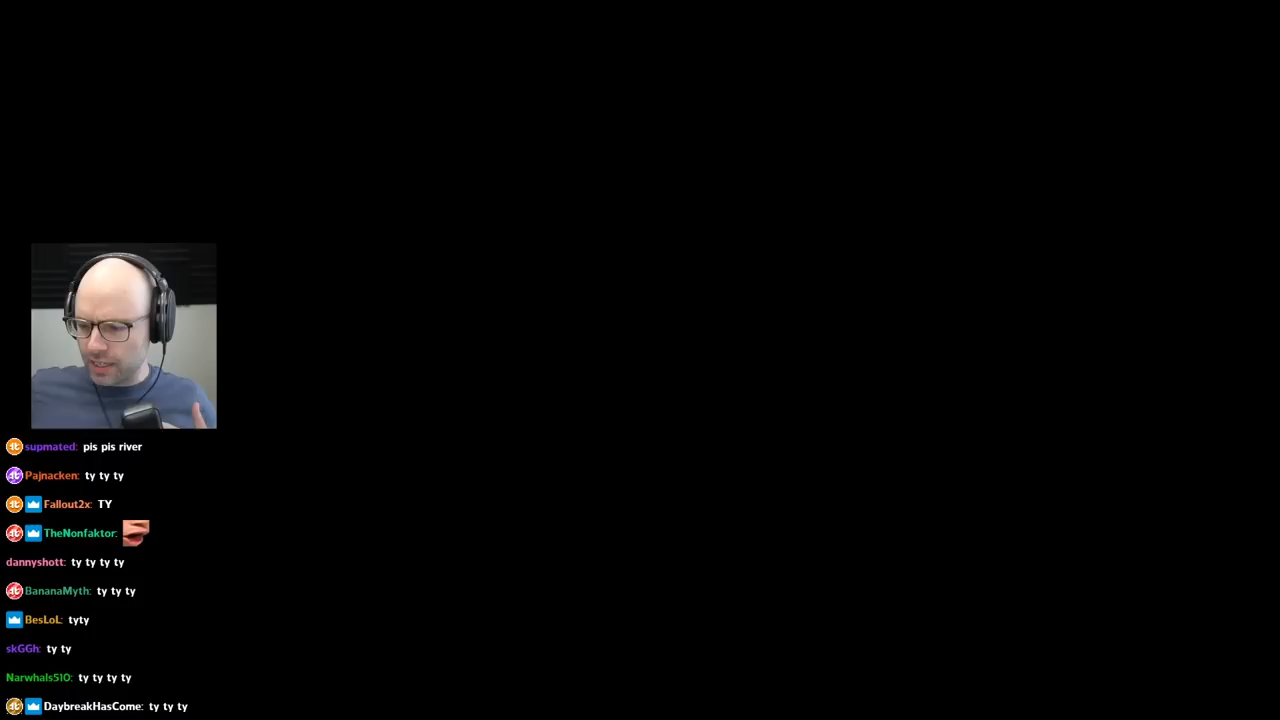 supmated: pis pis river
Pajnacken: ty ty ty
Fallout2x: TY
TheNonfaktor:
dannyshott: ty ty ty ty
BananaMyth: ty ty ty
BesLoL: tyty
skGGh: ty ty
Narwhals510: ty ty ty ty
DaybreakHasCome: ty ty ty